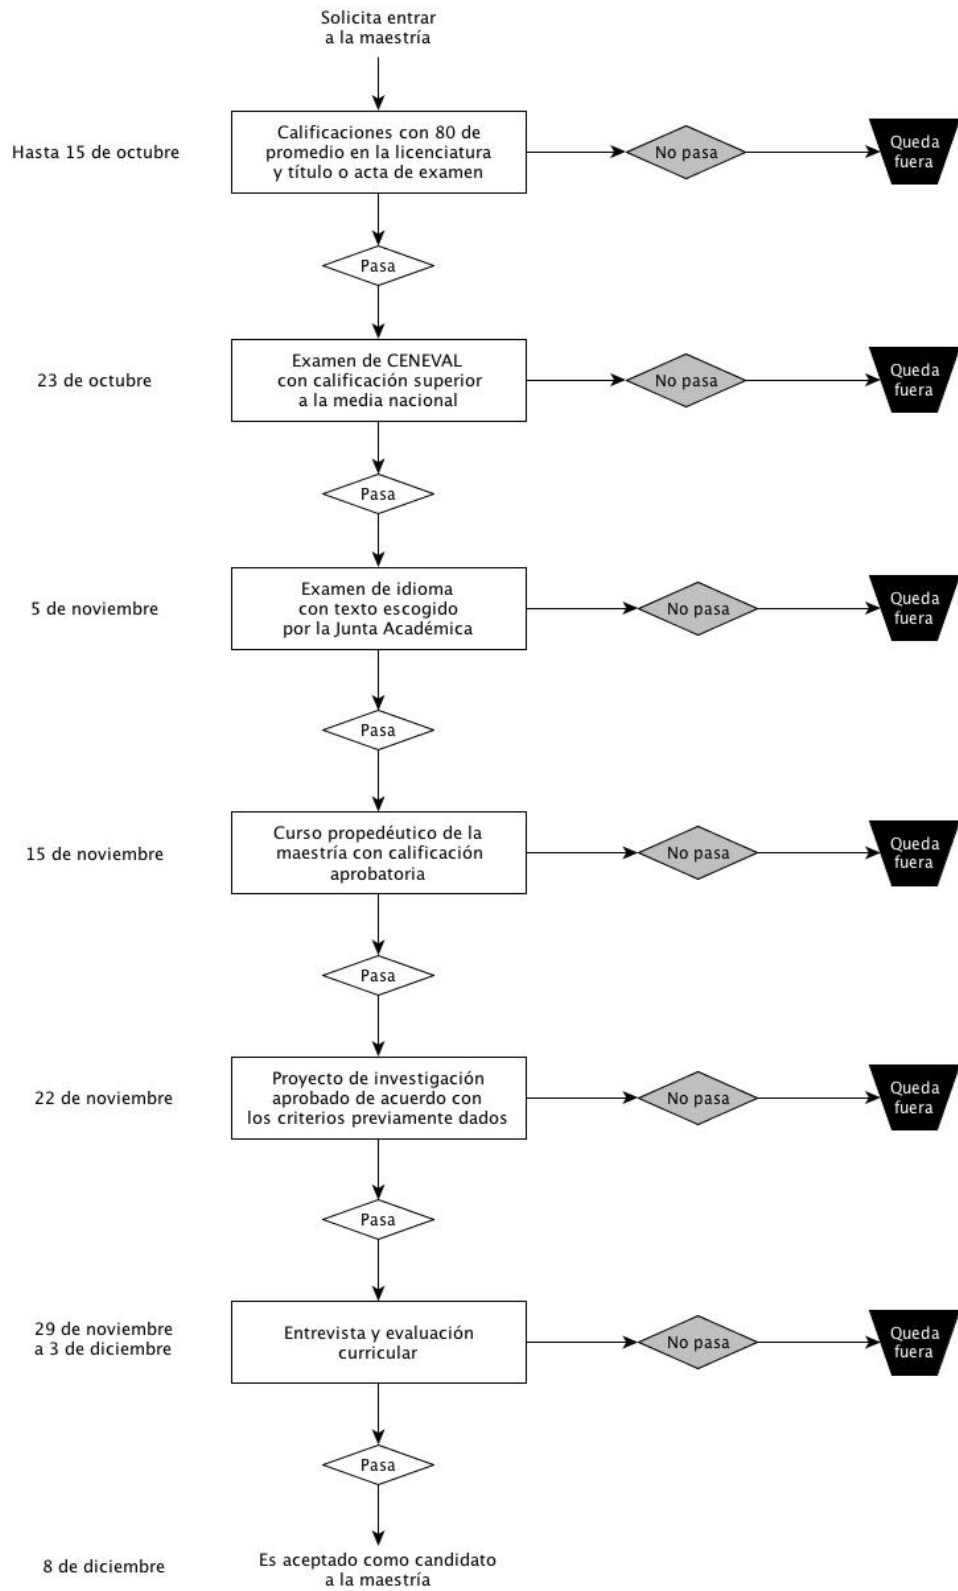 Solicita entrar
a la maestría
Hasta 15 de octubre
Calificaciones con 80 de
promedio en la licenciatura
y título o acta de examen
No pasa
Queda
fuera
Pasa
23 de octubre
Examen de CENEVAL
con calificación superior
a la media nacional
No pasa
Queda
fuera
Pasa
5 de noviembre
Examen de idioma
con texto escogido
por la Junta Académica
No pasa
Queda
fuera
Pasa
15 de noviembre
Curso propedéutico de la
maestría con calificación
aprobatoria
No pasa
Queda
fuera
Pasa
22 de noviembre
Proyecto de investigación
aprobado de acuerdo con
los criterios previamente dados
No pasa
Queda
fuera
Pasa
29 de noviembre
a 3 de diciembre
Entrevista y evaluación
curricular
No pasa
Queda
fuera
Pasa
8 de diciembre
Es aceptado como candidato
a la maestría